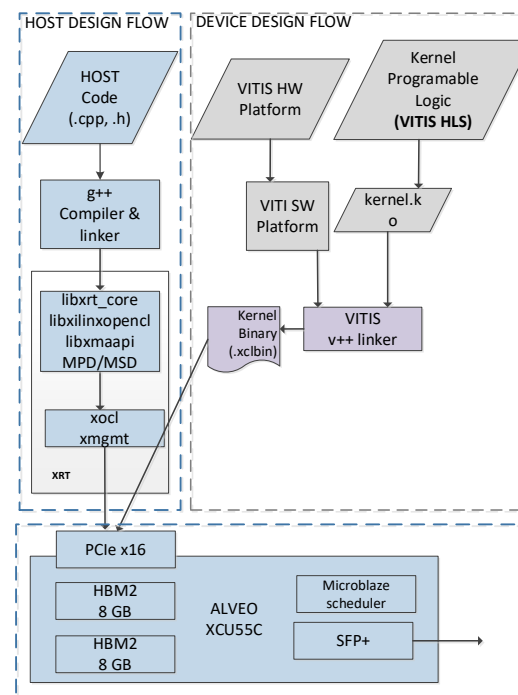 HOST DESIGN FLOW
HOST
Code
(.cpp, .h)
g++
Compiler &
linker
libxrt_core
libxilinxopencl
libxmaapi
MPD/MSD
xocl
xmgmt
XRT
DEVICE DESIGN FLOW
VITIS HW
Platform
Kernel
Programable
Logic
(VITIS HLS)
VITI SW
Platform
kernel.k
o
Kernel
Binary
(.xclbin)
VITIS
v++ linker
PCIe x16
HBM2
8 GB
HBM2
8 GB
ALVEO
XCU55C
Microblaze
scheduler
SFP+